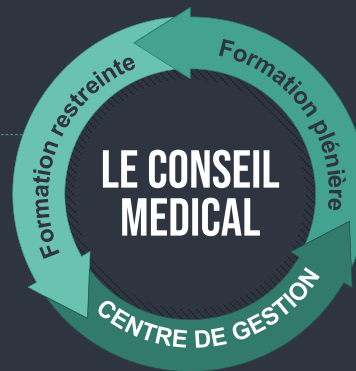 Formation restreinte
Formation plénière
LE CONSEIL
MEDICAL
CENTRE DE GESTION